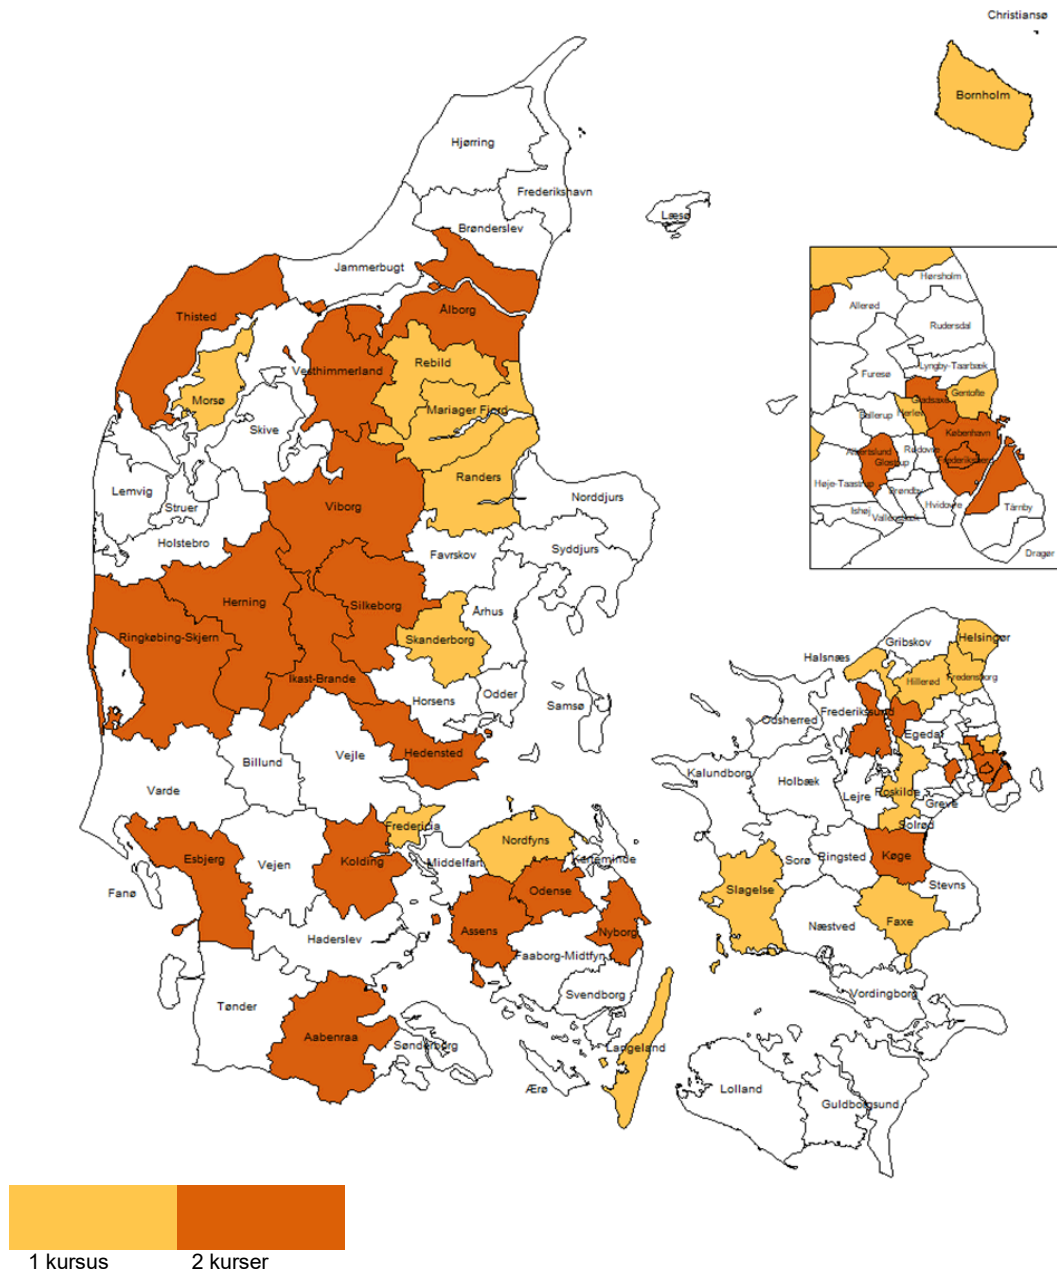 Christiansø
Bornholm
Hjørring
Frederikshavn
Læsø
Brønderslev
Jammerbugt
Hørsholm
Allerød
Thisted
Ålborg
Rudersdal
Rebild
Vesthimmerland
Lyngby-Taarbæk
Furesø
Gentofte
Gladsaxe
Morsø
Mariager Fjord
Ballerup
Herlev
Skive
København
Rødovre
Albertslund
Frederiksberg
Glostrup
Randers
Høje-Taastrup
Lemvig
Brøndby
Norddjurs
Struer
Viborg
Hvidovre
Tårnby
Ishøj
Vallensbæk
Holstebro
Favrskov
Syddjurs
Dragør
Herning
Silkeborg
Århus
Ringkøbing-Skjern
Skanderborg
Helsingør
Gribskov
Halsnæs
Ikast-Brande
Fredensborg
Hillerød
Horsens
Odder
Samsø
Frederikssund
Odsherred
Egedal
Hedensted
Vejle
Billund
Kalundborg
Holbæk
Varde
Lejre
Roskilde
Greve
Fredericia
Solrød
Nordfyns
Esbjerg
Vejen
Kolding
Middelfart
Kerteminde
Sorø
Ringsted
Køge
Fanø
Odense
Slagelse
Stevns
Faxe
Næstved
Assens
Nyborg
Haderslev
Faaborg-Midtfyn
Svendborg
Vordingborg
Tønder
Aabenraa
Sønderborg
Langeland
Ærø
Lolland
Guldborgsund
1 kursus
2 kurser